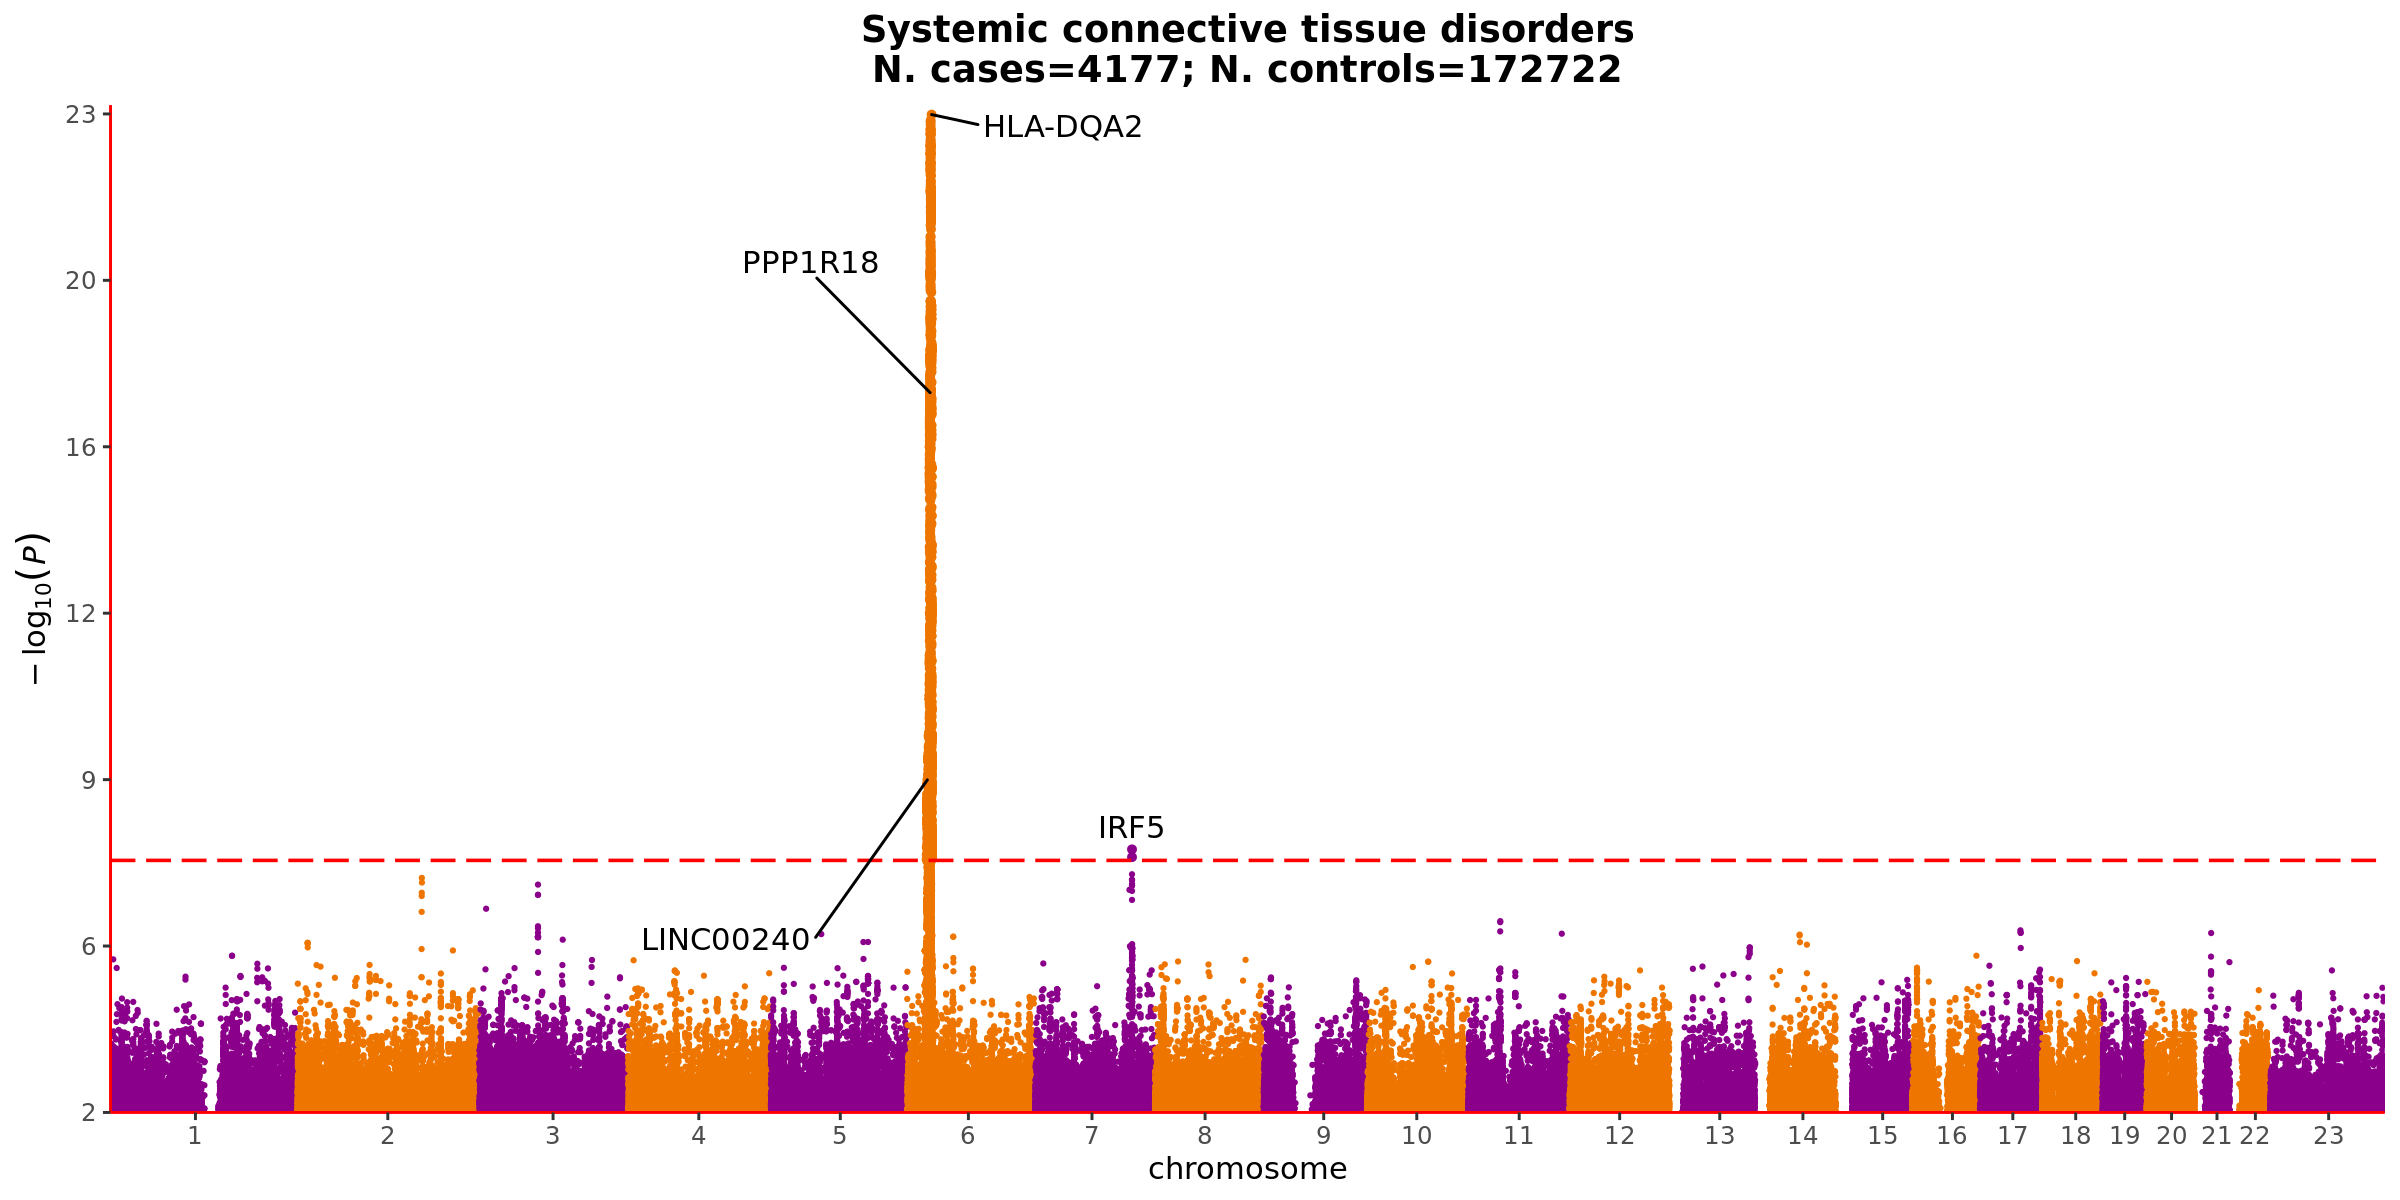 Systemic connective tissue disorders
N. cases=4177; N. controls=172722
23
HLA-DQA2
PPP1R18
20
16
− log10(P)
12
9
IRF5
LINC00240
6
2
1 2 3 4 5 6 7 8 9 10 11 12 13 14 15 16 17 18 19 20 21 22 23
chromosome